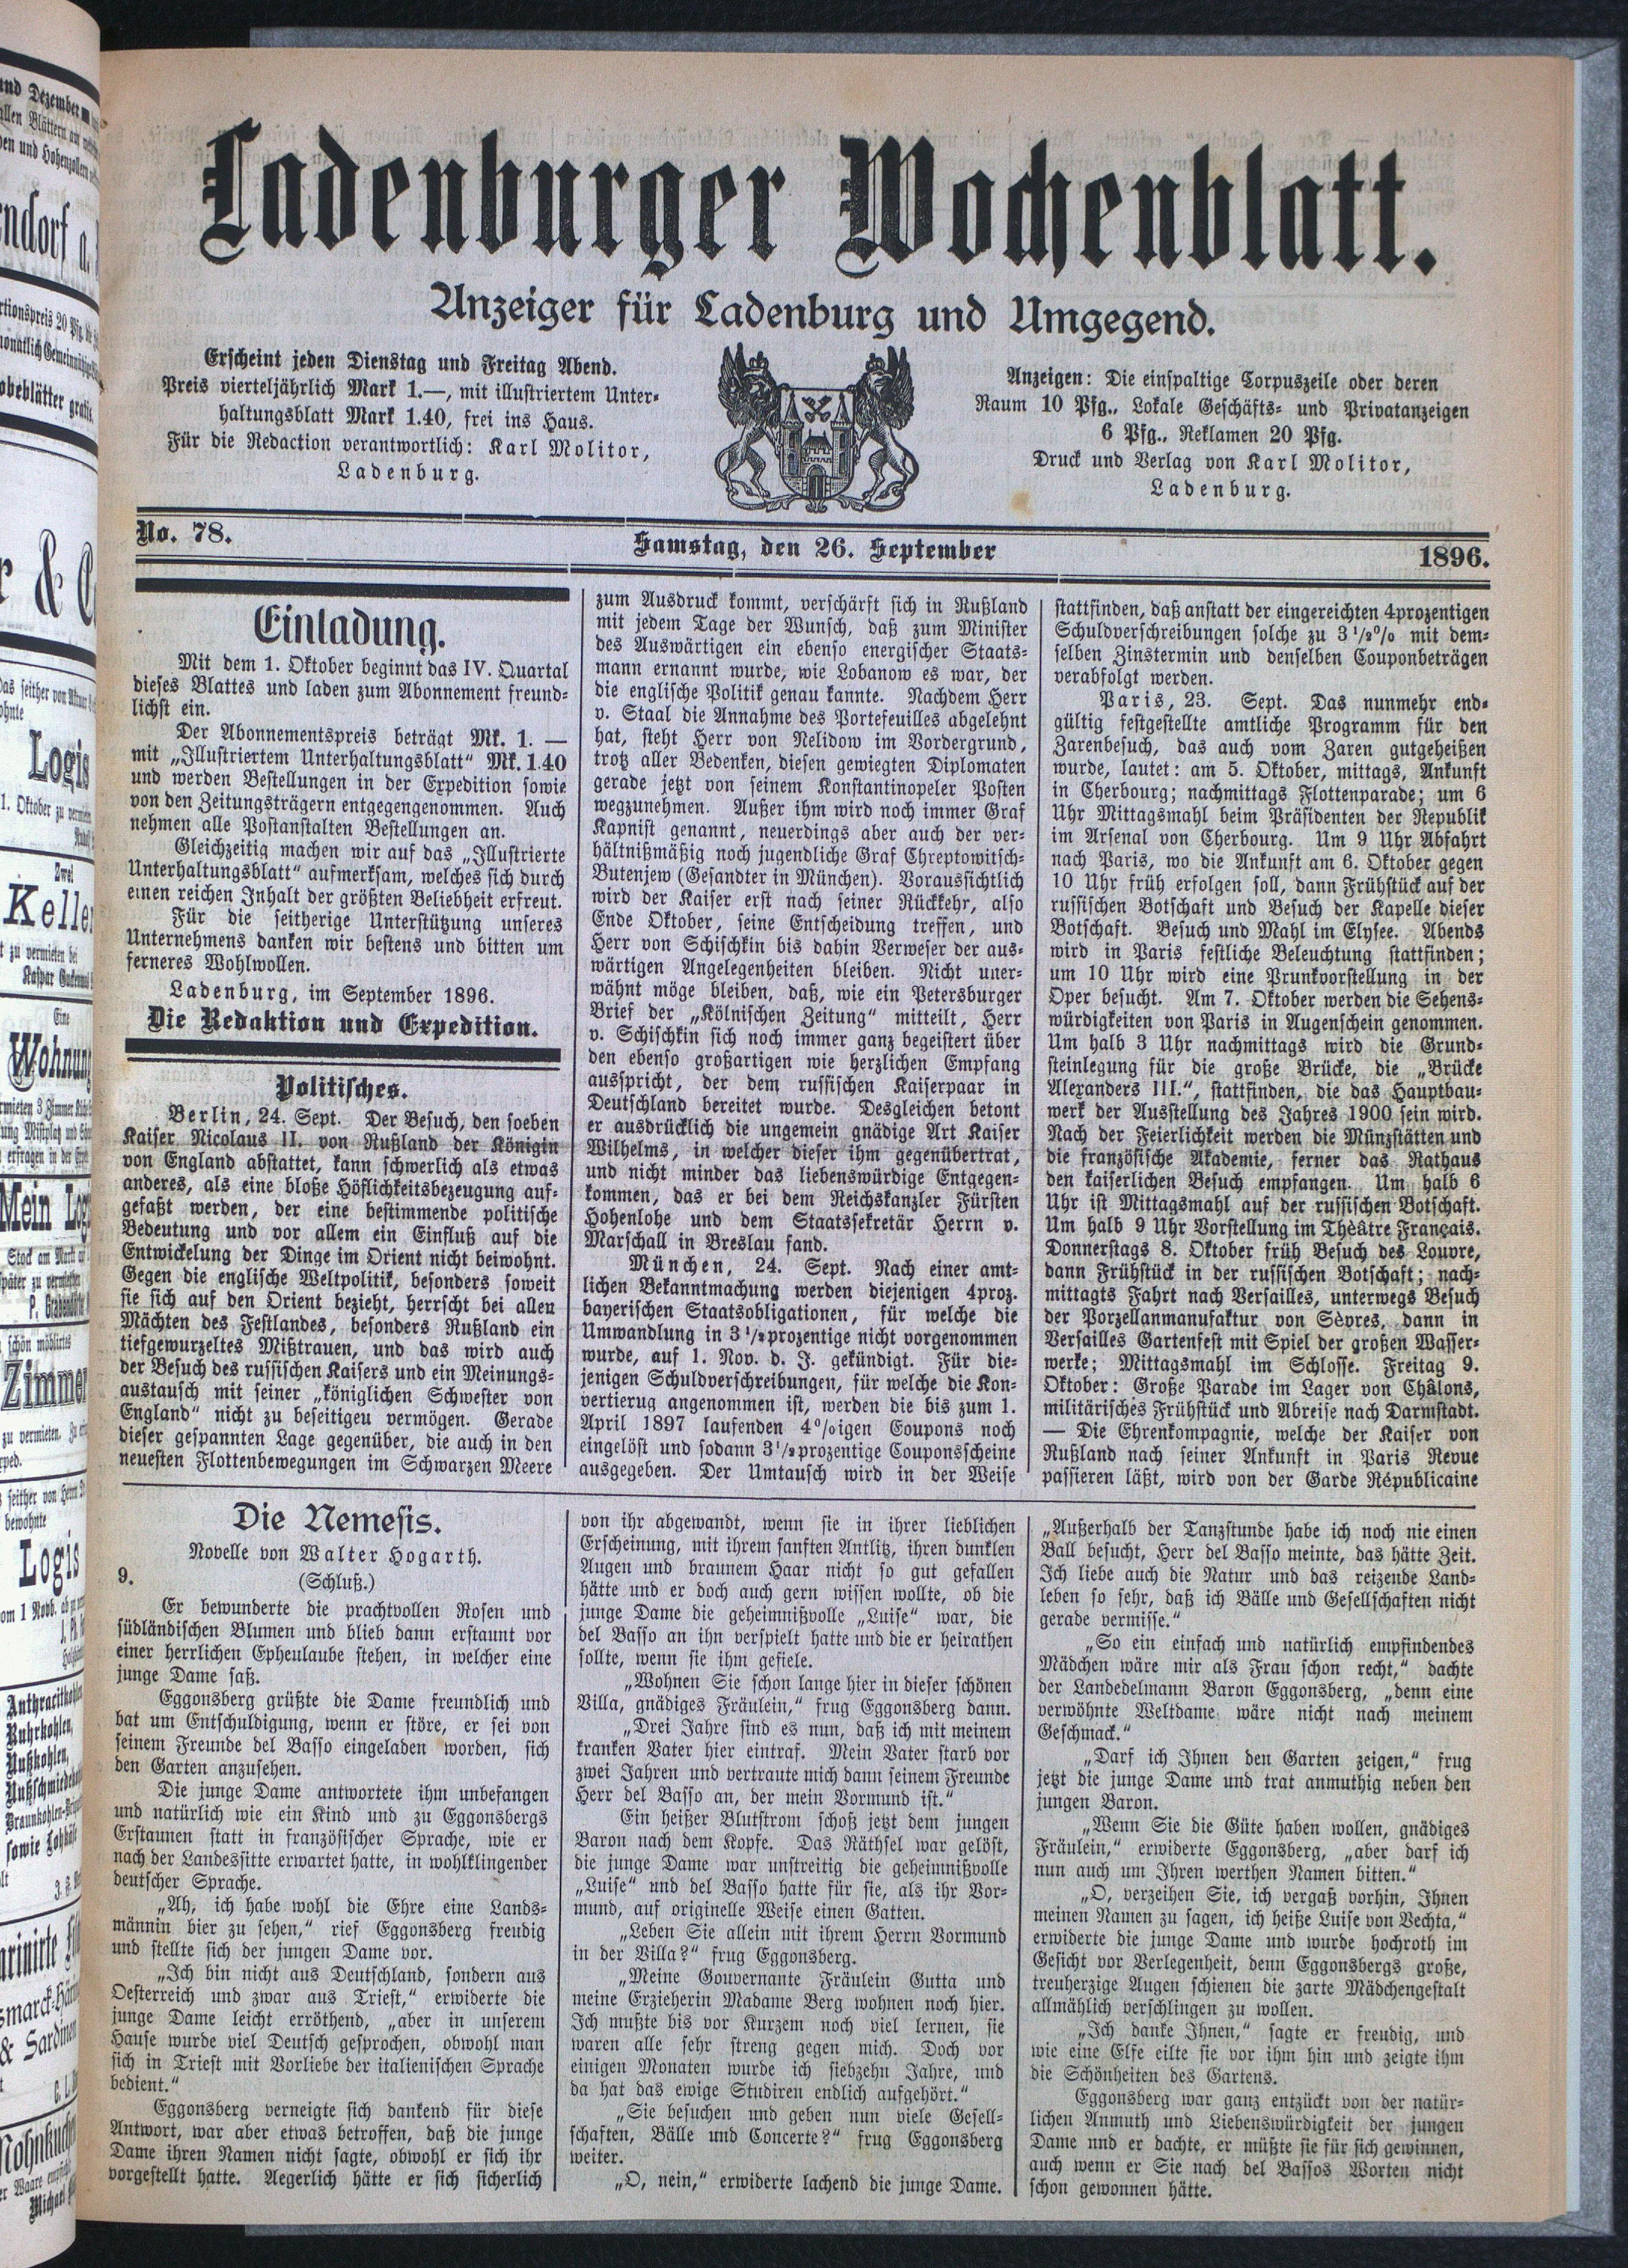 Ladenburger Wochenblatt.
Anzeiger für Ladenburg und Umgegend.
Erscheint jeden Dienstag und Freitag Abend.
Preis vierteljährlich Mark 1.—, mit illustriertem Unter-
haltungsblatt Mark 1.40, frei ins Haus.
Für die Redaction verantwortlich: Karl Molitor,
Ladenburg.
Anzeigen: Die einspaltige Corpuszeile oder deren
Raum 10 Pfg., Lokale Geschäfts- und Privatanzeigen
6 Pfg., Reklamen 20 Pfg.
Druck und Verlag von Karl Molitor,
Ladenburg.
No. 78.
Samstag, den 26. September
1896.
Einladung.
Mit dem 1. Oktober beginnt das IV. Quartal
dieses Blattes und laden zum Abonnement freund-
lichst ein.
Der Abonnementspreis beträgt Mk. 1. —
mit „Illustriertem Unterhaltungsblatt“ Mk. 1.40
und werden Bestellungen in der Expedition sowie
von den Zeitungsträgern entgegengenommen. Auch
nehmen alle Postanstalten Bestellungen an.
Gleichzeitig machen wir auf das „Illustrierte
Unterhaltungsblatt“ aufmerksam, welches sich durch
einen reichen Inhalt der größten Beliebheit erfreut.
Für die seitherige Unterstützung unseres
Unternehmens danken wir bestens und bitten um
ferneres Wohlwollen.
Ladenburg, im September 1896.
Die Redaktion und Expedition.
Politisches.
Berlin, 24. Sept. Der Besuch, den soeben
Kaiser Nicolaus II. von Rußland der Königin
von England abstattet, kann schwerlich als etwas
anderes, als eine bloße Höflichkeitsbezeugung auf-
gefaßt werden, der eine bestimmende politische
Bedeutung und vor allem ein Einfluß auf die
Entwickelung der Dinge im Orient nicht beiwohnt.
Gegen die englische Weltpolitik, besonders soweit
sie sich auf den Orient bezieht, herrscht bei allen
Mächten des Festlandes, besonders Rußland ein
tiefgewurzeltes Mißtrauen, und das wird auch
der Besuch des russischen Kaisers und ein Meinungs-
austausch mit seiner „königlichen Schwester von
England“ nicht zu beseitigeu vermögen. Gerade
dieser gespannten Lage gegenüber, die auch in den
neuesten Flottenbewegungen im Schwarzen Meere
zum Ausdruck kommt, verschärft sich in Rußland
mit jedem Tage der Wunsch, daß zum Minister
des Auswärtigen ein ebenso energischer Staats-
mann ernannt wurde, wie Lobanow es war, der
die englische Politik genau kannte. Nachdem Herr
v. Staal die Annahme des Portefeuilles abgelehnt
hat, steht Herr von Nelidow im Vordergrund,
trotz aller Bedenken, diesen gewiegten Diplomaten
gerade jetzt von seinem Konstantinopeler Posten
wegzunehmen. Außer ihm wird noch immer Graf
Kapnist genannt, neuerdings aber auch der ver-
hältnißmäßig noch jugendliche Graf Chreptowitsch-
Butenjew (Gesandter in München). Voraussichtlich
wird der Kaiser erst nach seiner Rückkehr, also
Ende Oktober, seine Entscheidung treffen, und
Herr von Schischkin bis dahin Verweser der aus-
wärtigen Angelegenheiten bleiben. Nicht uner-
wähnt möge bleiben, daß, wie ein Petersburger
Brief der „Kölnischen Zeitung“ mitteilt, Herr
v. Schischkin sich noch immer ganz begeistert über
den ebenso großartigen wie herzlichen Empfang
ausspricht, der dem russischen Kaiserpaar in
Deutschland bereitet wurde. Desgleichen betont
er ausdrücklich die ungemein gnädige Art Kaiser
Wilhelms, in welcher dieser ihm gegenübertrat,
und nicht minder das liebenswürdige Entgegen-
kommen, das er bei dem Reichskanzler Fürsten
Hohenlohe und dem Staatssekretär Herrn v.
Marschall in Breslau fand.
München, 24. Sept. Nach einer amt-
lichen Bekanntmachung werden diejenigen 4proz.
bayerischen Staatsobligationen, für welche die
Umwandlung in 3½prozentige nicht vorgenommen
wurde, auf 1. Nov. d. J. gekündigt. Für die-
jenigen Schuldverschreibungen, für welche die Kon-
vertierug angenommen ist, werden die bis zum 1.
April 1897 laufenden 4%igen Coupons noch
eingelöst und sodann 3½prozentige Couponsscheine
ausgegeben. Der Umtausch wird in der Weise
stattfinden, daß anstatt der eingereichten 4prozentigen
Schuldverschreibungen solche zu 3½% mit dem-
selben Zinstermin und denselben Couponbeträgen
verabfolgt werden.
Paris, 23. Sept. Das nunmehr end-
gültig festgestellte amtliche Programm für den
Zarenbesuch, das auch vom Zaren gutgeheißen
wurde, lautet: am 5. Oktober, mittags, Ankunft
in Cherbourg; nachmittags Flottenparade; um 6
Uhr Mittagsmahl beim Präsidenten der Republik
im Arsenal von Cherbourg. Um 9 Uhr Abfahrt
nach Paris, wo die Ankunft am 6. Oktober gegen
10 Uhr früh erfolgen soll, dann Frühstück auf der
russischen Botschaft und Besuch der Kapelle dieser
Botschaft. Besuch und Mahl im Elysee. Abends
wird in Paris festliche Beleuchtung stattfinden;
um 10 Uhr wird eine Prunkvorstellung in der
Oper besucht. Am 7. Oktober werden die Sehens-
würdigkeiten von Paris in Augenschein genommen.
Um halb 3 Uhr nachmittags wird die Grund-
steinlegung für die große Brücke, die „Brücke
Alexanders III.“, stattfinden, die das Hauptbau-
werk der Ausstellung des Jahres 1900 sein wird.
Nach der Feierlichkeit werden die Münzstätten und
die französische Akademie, ferner das Rathaus
den kaiserlichen Besuch empfangen. Um halb 6
Uhr ist Mittagsmahl auf der russischen Botschaft.
Um halb 9 Uhr Vorstellung im Thèâtre Français.
Donnerstags 8. Oktober früh Besuch des Louvre,
dann Frühstück in der russischen Botschaft; nach-
mittags Fahrt nach Versailles, unterwegs Besuch
der Porzellanmanufaktur von Sèvres, dann in
Versailles Gartenfest mit Spiel der großen Wasser-
werke; Mittagsmahl im Schlosse. Freitag 9.
Oktober: Große Parade im Lager von Châlons,
militärisches Frühstück und Abreise nach Darmstadt.
— Die Ehrenkompagnie, welche der Kaiser von
Rußland nach seiner Ankunft in Paris Revue
passieren läßt, wird von der Garde Républicaine
Die Nemesis.
Novelle von Walter Hogarth.
9.
(Schluß.)
Er bewunderte die prachtvollen Rosen und
südländischen Blumen und blieb dann erstaunt vor
einer herrlichen Epheulaube stehen, in welcher eine
junge Dame saß.
Eggonsberg grüßte die Dame freundlich und
bat um Entschuldigung, wenn er störe, er sei von
seinem Freunde del Basso eingeladen worden, sich
den Garten anzusehen.
Die junge Dame antwortete ihm unbefangen
und natürlich wie ein Kind und zu Eggonsbergs
Erstaunen statt in französischer Sprache, wie er
nach der Landessitte erwartet hatte, in wohlklingender
deutscher Sprache.
„Ah, ich habe wohl die Ehre eine Lands-
männin bier zu sehen,“ rief Eggonsberg freudig
und stellte sich der jungen Dame vor.
„Ich bin nicht aus Deutschland, sondern aus
Oesterreich und zwar aus Triest,“ erwiderte die
junge Dame leicht erröthend, „aber in unserem
Hause wurde viel Deutsch gesprochen, obwohl man
sich in Triest mit Vorliebe der italienischen Sprache
bedient.“
Eggonsberg verneigte sich dankend für diese
Antwort, war aber etwas betroffen, daß die junge
Dame ihren Namen nicht sagte, obwohl er sich ihr
vorgestellt hatte. Aegerlich hätte er sich sicherlich
von ihr abgewandt, wenn sie in ihrer lieblichen
Erscheinung, mit ihrem sanften Antlitz, ihren dunklen
Augen und braunem Haar nicht so gut gefallen
hätte und er doch auch gern wissen wollte, ob die
junge Dame die geheimnißvolle „Luise“ war, die
del Basso an ihn verspielt hatte und die er heirathen
sollte, wenn sie ihm gefiele.
„Wohnen Sie schon lange hier in dieser schönen
Villa, gnädiges Fräulein,“ frug Eggonsberg dann.
„Drei Jahre sind es nun, daß ich mit meinem
kranken Vater hier eintraf. Mein Vater starb vor
zwei Jahren und vertraute mich dann seinem Freunde
Herr del Basso an, der mein Vormund ist.“
Ein heißer Blutstrom schoß jetzt dem jungen
Baron nach dem Kopfe. Das Räthsel war gelöst,
die junge Dame war unstreitig die geheimnißvolle
„Luise“ und del Basso hatte für sie, als ihr Vor-
mund, auf originelle Weise einen Gatten.
„Leben Sie allein mit ihrem Herrn Vormund
in der Villa?“ frug Eggonsberg.
„Meine Gouvernante Fräulein Gutta und
meine Erzieherin Madame Berg wohnen noch hier.
Ich mußte bis vor Kurzem noch viel lernen, sie
waren alle sehr streng gegen mich. Doch vor
einigen Monaten wurde ich siebzehn Jahre, und
da hat das ewige Studiren endlich aufgehört.“
„Sie besuchen und geben nun viele Gesell-
schaften, Bälle und Concerte?“ frug Eggonsberg
weiter.
„O, nein,“ erwiderte lachend die junge Dame.
„Außerhalb der Tanzstunde habe ich noch nie einen
Ball besucht, Herr del Basso meinte, das hätte Zeit.
Ich liebe auch die Natur und das reizende Land-
leben so sehr, daß ich Bälle und Gesellschaften nicht
gerade vermisse.“
„So ein einfach und natürlich empfindendes
Mädchen wäre mir als Frau schon recht,“ dachte
der Landedelmann Baron Eggonsberg, „denn eine
verwöhnte Weltdame wäre nicht nach meinem
Geschmack.“
„Darf ich Ihnen den Garten zeigen,“ frug
jetzt die junge Dame und trat anmuthig neben den
jungen Baron.
„Wenn Sie die Güte haben wollen, gnädiges
Fräulein,“ erwiderte Eggonsberg, „aber darf ich
nun auch um Ihren werthen Namen bitten.“
„O, verzeihen Sie, ich vergaß vorhin, Ihnen
meinen Namen zu sagen, ich heiße Luise von Vechta,“
erwiderte die junge Dame und wurde hochroth im
Gesicht vor Verlegenheit, denn Eggonsbergs große,
treuherzige Augen schienen die zarte Mädchengestalt
allmählich verschlingen zu wollen.
„Ich danke Ihnen,“ sagte er freudig, und
wie eine Elfe eilte sie vor ihm hin und zeigte ihm
die Schönheiten des Gartens.
Eggonsberg war ganz entzückt von der natür-
lichen Anmuth und Liebenswürdigkeit der jungen
Dame und er dachte, er müßte sie für sich gewinnen,
auch wenn er Sie nach del Bassos Worten nicht
schon gewonnen hätte.
und Dezember
Logis
1. Oktober zu
Zwei
Kelle
zu vermieten bei
Eine
Wohnung
Mein Log
schön möblirtes
Zimmer
zu vermieten.
seither von Herrn
bewohnte
Logis
Anthracitkohlen
Ruhrkohlen,
Nußkohlen,
sowie